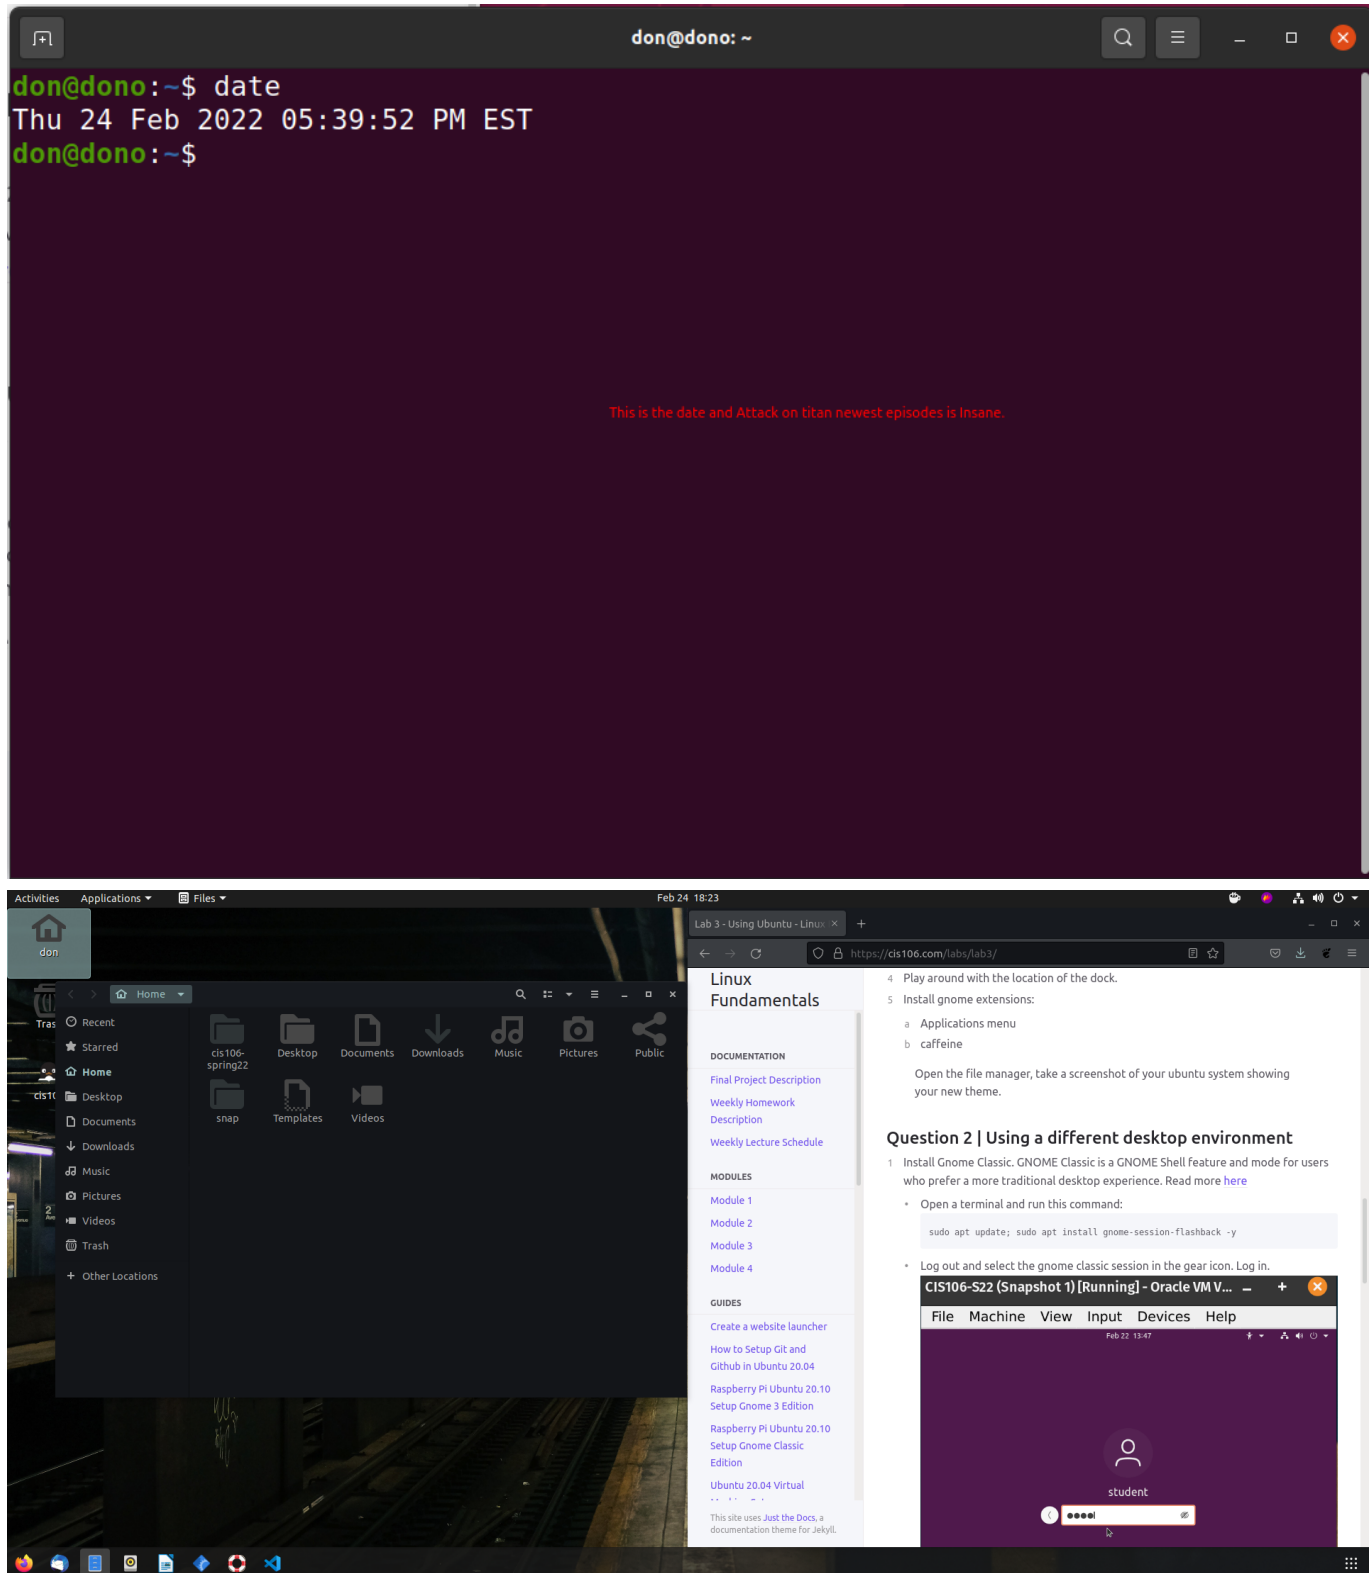 don@dono: ~
don@dono:~$ date
Thu 24 Feb 2022 05:39:52 PM EST
don@dono:~$
This is the date and Attack on titan newest episodes is Insane.
Activities Applications Files Feb 24 18:23
don
Tras
cis10
Home
Recent
Starred
Home
Desktop
Documents
Downloads
Music
Pictures
Videos
Trash
+ Other Locations
cis106-spring22 Desktop Documents Downloads Music Pictures Public
snap Templates Videos
Lab 3 - Using Ubuntu - Linux
https://cis106.com/labs/lab3/
Linux
Fundamentals
DOCUMENTATION
Final Project Description
Weekly Homework
Description
Weekly Lecture Schedule
MODULES
Module 1
Module 2
Module 3
Module 4
GUIDES
Create a website launcher
How to Setup Git and
Github in Ubuntu 20.04
Raspberry Pi Ubuntu 20.10
Setup Gnome 3 Edition
Raspberry Pi Ubuntu 20.10
Setup Gnome Classic
Edition
Ubuntu 20.04 Virtual
This site uses Just the Docs, a
documentation theme for Jekyll.
4 Play around with the location of the dock.
5 Install gnome extensions:
a Applications menu
b caffeine
Open the file manager, take a screenshot of your ubuntu system showing
your new theme.
Question 2 | Using a different desktop environment
1 Install Gnome Classic. GNOME Classic is a GNOME Shell feature and mode for users
who prefer a more traditional desktop experience. Read more here
• Open a terminal and run this command:
sudo apt update; sudo apt install gnome-session-flashback -y
• Log out and select the gnome classic session in the gear icon. Log in.
CIS106-S22 (Snapshot 1) [Running] - Oracle VM V...
File Machine View Input Devices Help
Feb 22 13:47
student